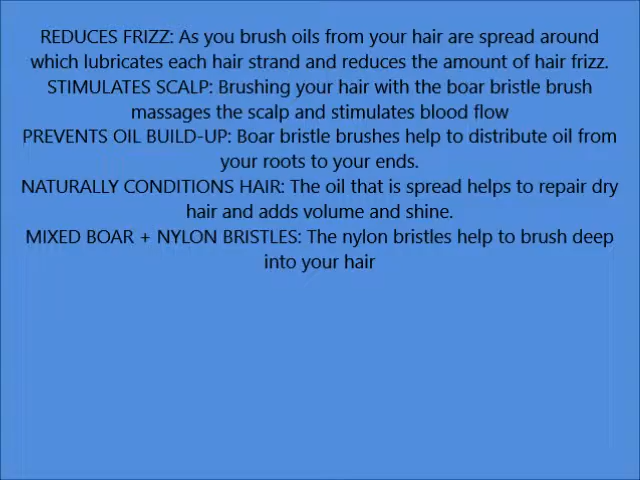 REDUCES FRIZZ: As you brush oils from your hair are spread around
which lubricates each hair strand and reduces the amount of hair frizz.
STIMULATES SCALP: Brushing your hair with the boar bristle brush
massages the scalp and stimulates blood flow
PREVENTS OIL BUILD-UP: Boar bristle brushes help to distribute oil from
your roots to your ends.
NATURALLY CONDITIONS HAIR: The oil that is spread helps to repair dry
hair and adds volume and shine.
MIXED BOAR + NYLON BRISTLES: The nylon bristles help to brush deep
into your hair